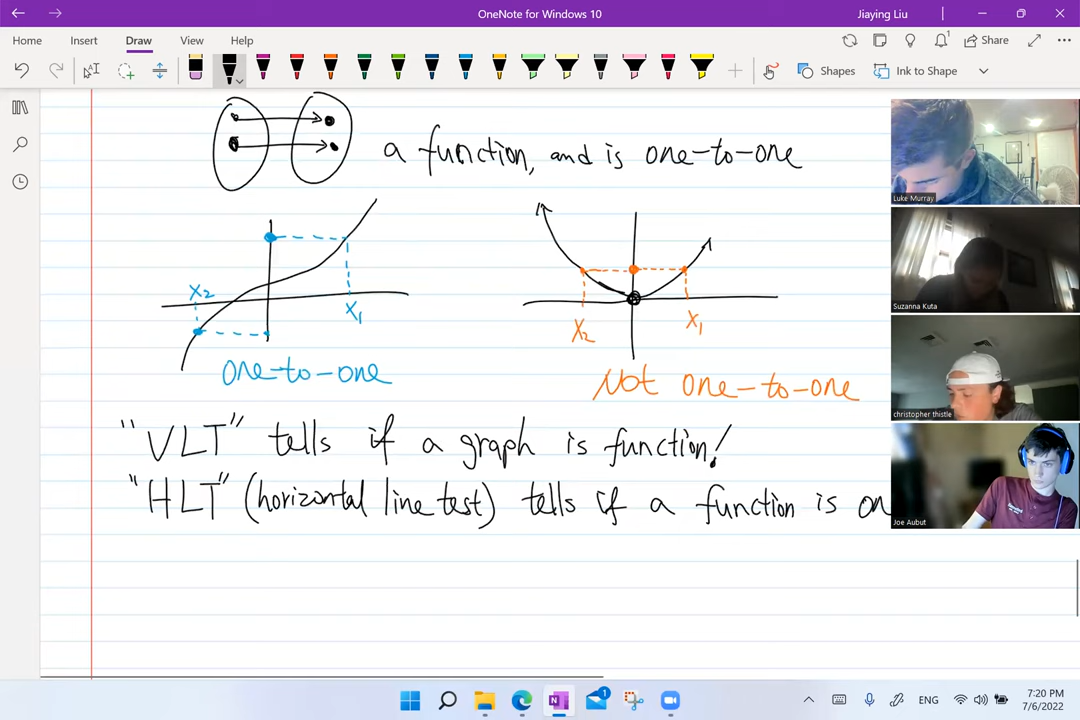 OneNote for Windows 10
Jiaying Liu
Home Insert Draw View Help
Share
Shapes
Ink to Shape
a function, and is one-to-one
Luke Murray
Suzanna Kuta
christopher thistle
Joe Aubut
X2
X1
X2
X1
one-to-one
Not one-to-one
"VLT" tells if a graph is function!
"HLT" (horizontal line test) tells if a function is on
1
ENG
7:20 PM
7/6/2022